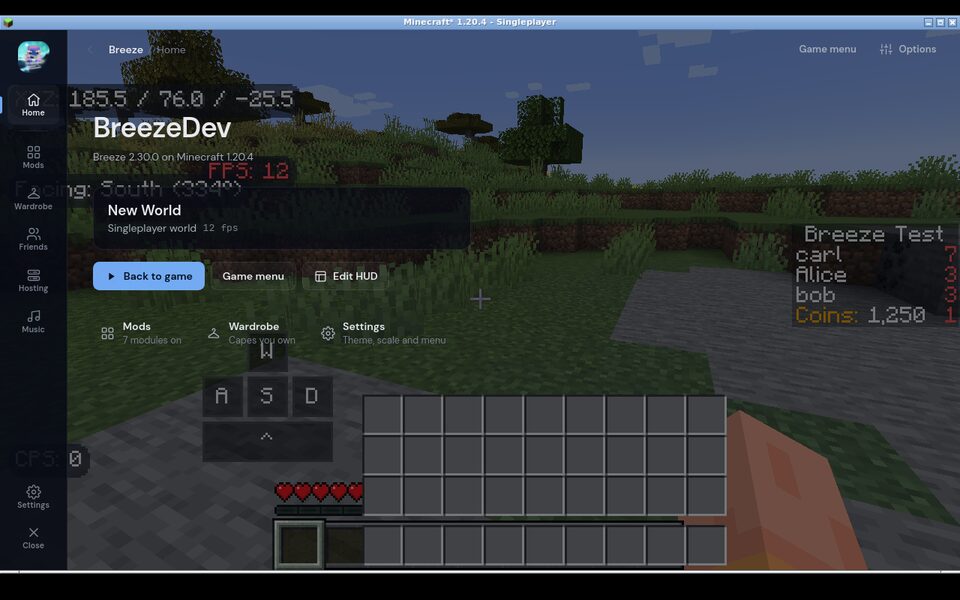 Minecraft* 1.20.4 - Singleplayer
Breeze / Home
Game menu
Options
185.5 / 76.0 / -25.5
Home
BreezeDev
Breeze 2.30.0 on Minecraft 1.20.4
FPS: 12
Facing: South (334°)
Mods
Wardrobe
Friends
Hosting
Music
Settings
Close
New World
Singleplayer world 12 fps
Back to game
Game menu
Edit HUD
Mods
7 modules on
Wardrobe
Capes you own
Settings
Theme, scale and menu
Breeze Test
carl 7
Alice 3
bob 3
Coins: 1,250 1
W
A S D
^
CPS: 0